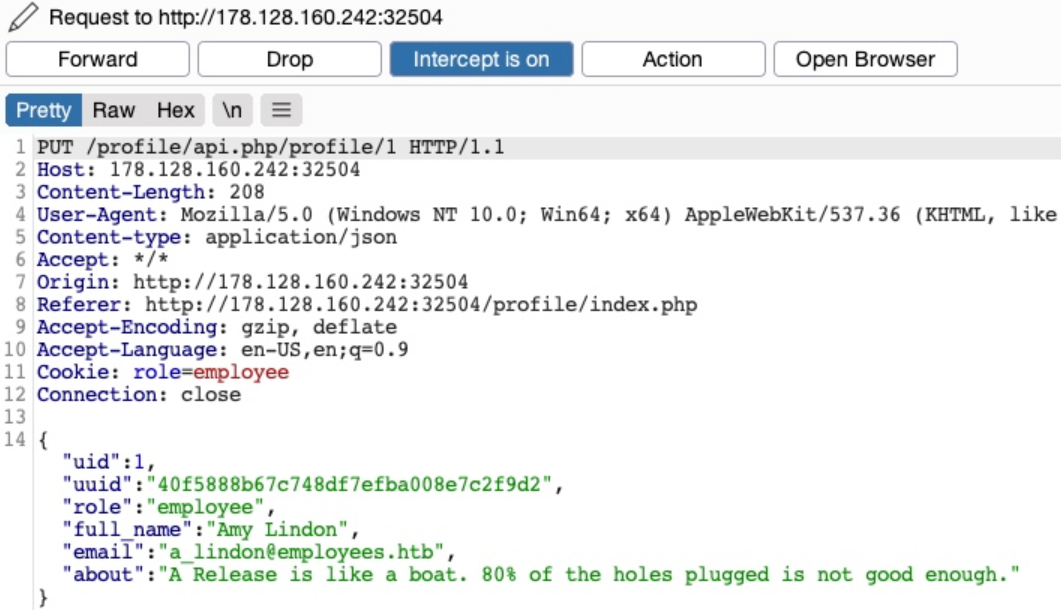 Request to http://178.128.160.242:32504
Forward Drop Intercept is on Action Open Browser
Pretty Raw Hex \n
1 PUT /profile/api.php/profile/1 HTTP/1.1
2 Host: 178.128.160.242:32504
3 Content-Length: 208
4 User-Agent: Mozilla/5.0 (Windows NT 10.0; Win64; x64) AppleWebKit/537.36 (KHTML, like
5 Content-type: application/json
6 Accept: */*
7 Origin: http://178.128.160.242:32504
8 Referer: http://178.128.160.242:32504/profile/index.php
9 Accept-Encoding: gzip, deflate
10 Accept-Language: en-US,en;q=0.9
11 Cookie: role=employee
12 Connection: close
13
14 {
"uid":1,
"uuid":"40f5888b67c748df7efba008e7c2f9d2",
"role":"employee",
"full_name":"Amy Lindon",
"email":"a_lindon@employees.htb",
"about":"A Release is like a boat. 80% of the holes plugged is not good enough."
}